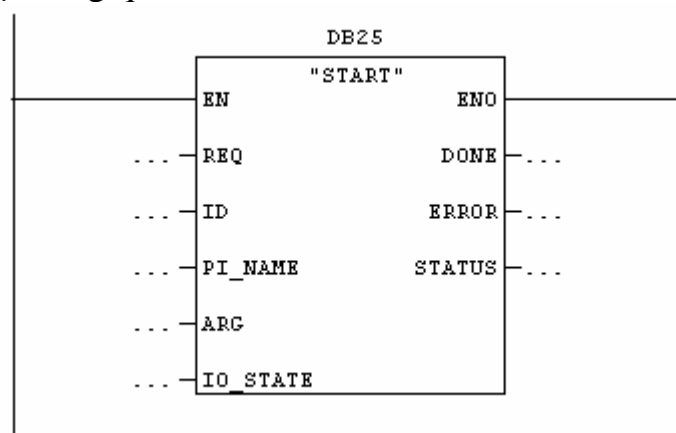 DB25
"START"
EN ENO
... REQ DONE ...
... ID ERROR ...
... PI_NAME STATUS ...
... ARG
... IO_STATE